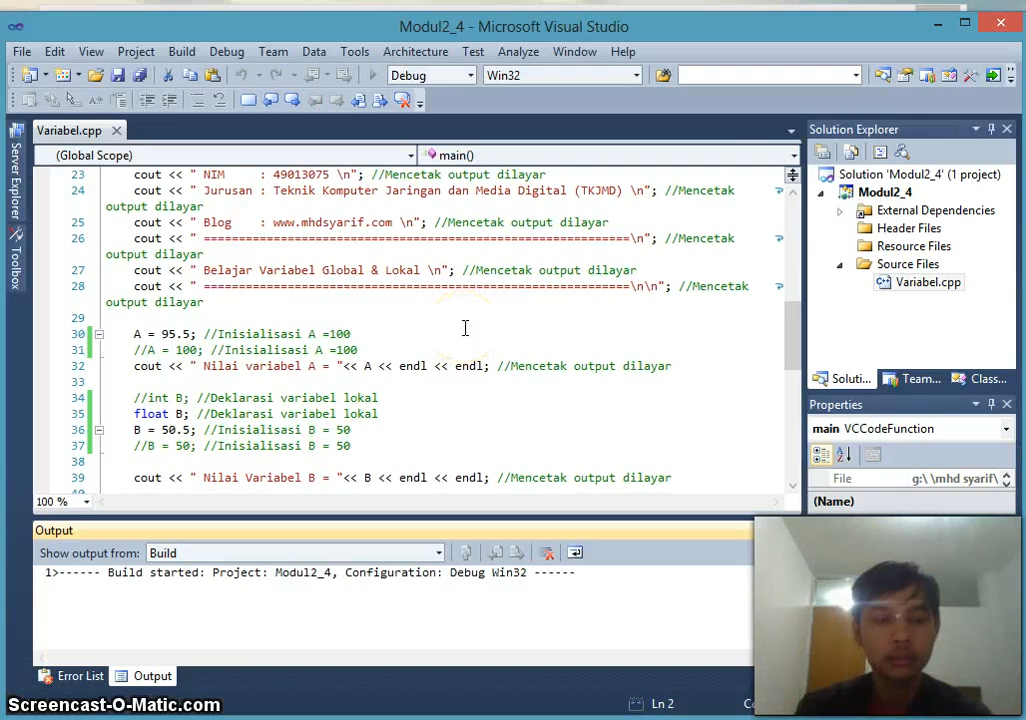 Modul2_4 - Microsoft Visual Studio
File Edit View Project Build Debug Team Data Tools Architecture Test Analyze Window Help
Debug Win32
Variabel.cpp
(Global Scope) main()
23 cout << " NIM : 49013075 \n"; //Mencetak output dilayar
24 cout << " Jurusan : Teknik Komputer Jaringan dan Media Digital (TKJMD) \n"; //Mencetak
output dilayar
25 cout << " Blog : www.mhdsyarif.com \n"; //Mencetak output dilayar
26 cout << " =============================================================\n"; //Mencetak
output dilayar
27 cout << " Belajar Variabel Global & Lokal \n"; //Mencetak output dilayar
28 cout << " =============================================================\n\n"; //Mencetak
output dilayar
29
30 A = 95.5; //Inisialisasi A =100
31 //A = 100; //Inisialisasi A =100
32 cout << " Nilai variabel A = "<< A << endl << endl; //Mencetak output dilayar
33
34 //int B; //Deklarasi variabel lokal
35 float B; //Deklarasi variabel lokal
36 B = 50.5; //Inisialisasi B = 50
37 //B = 50; //Inisialisasi B = 50
38
39 cout << " Nilai Variabel B = "<< B << endl << endl; //Mencetak output dilayar
100 %
Server Explorer
Toolbox
Solution Explorer
Solution 'Modul2_4' (1 project)
Modul2_4
External Dependencies
Header Files
Resource Files
Source Files
Variabel.cpp
Soluti... Team... Class...
Properties
main VCCodeFunction
File g:\ \mhd syarif\
(Name)
Output
Show output from: Build
1>------ Build started: Project: Modul2_4, Configuration: Debug Win32 ------
Error List Output
Screencast-O-Matic.com
Ln 2